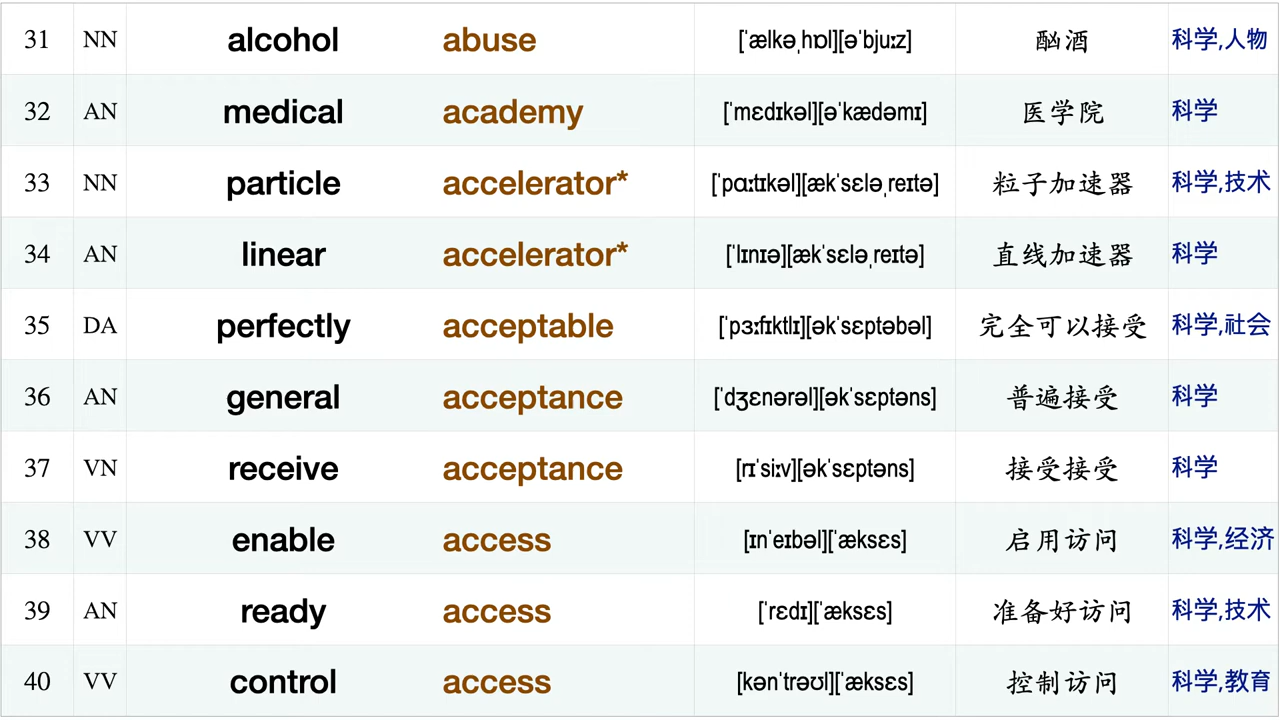 31 NN alcohol abuse [ˈælkəˌhɒl][əˈbjuːz] 酗酒 科学,人物
32 AN medical academy [ˈmɛdɪkəl][əˈkædəmɪ] 医学院 科学
33 NN particle accelerator* [ˈpɑːtɪkəl][ækˈsɛləˌreɪtə] 粒子加速器 科学,技术
34 AN linear accelerator* [ˈlɪnɪə][ækˈsɛləˌreɪtə] 直线加速器 科学
35 DA perfectly acceptable [ˈpɜːfɪktlɪ][əkˈsɛptəbəl] 完全可以接受 科学,社会
36 AN general acceptance [ˈdʒɛnərəl][əkˈsɛptəns] 普遍接受 科学
37 VN receive acceptance [rɪˈsiːv][əkˈsɛptəns] 接受接受 科学
38 VV enable access [ɪnˈeɪbəl][ˈæksɛs] 启用访问 科学,经济
39 AN ready access [ˈrɛdɪ][ˈæksɛs] 准备好访问 科学,技术
40 VV control access [kənˈtrəʊl][ˈæksɛs] 控制访问 科学,教育